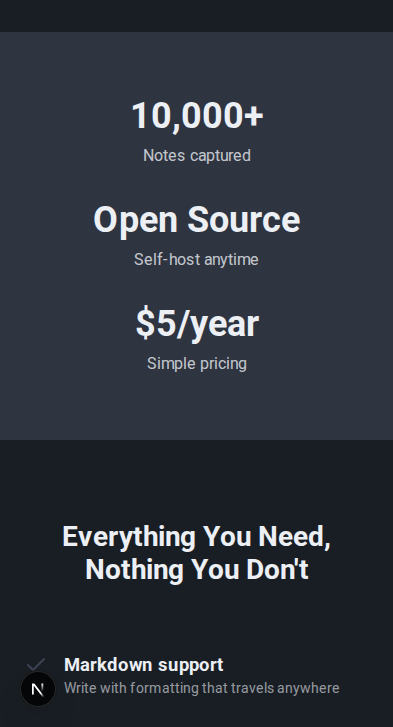 10,000+
Notes captured
Open Source
Self-host anytime
$5/year
Simple pricing
Everything You Need,
Nothing You Don't
Markdown support
Write with formatting that travels anywhere
N